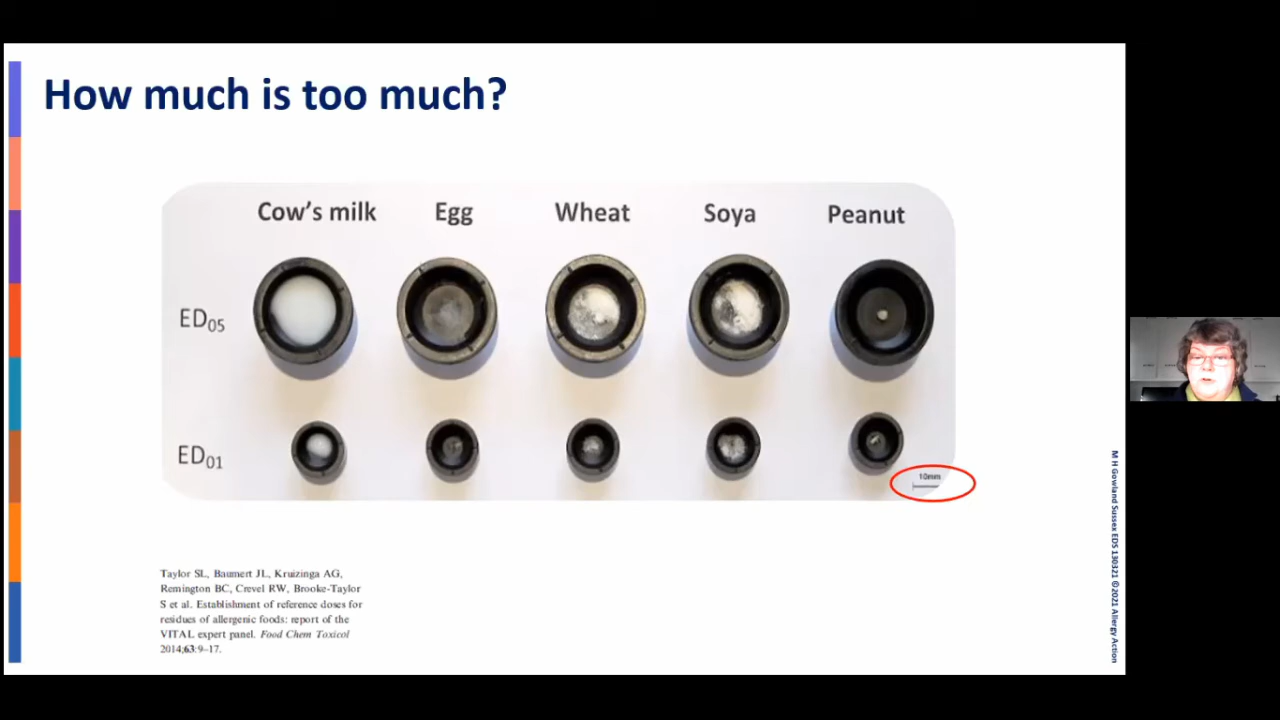 How much is too much?
Cow's milk Egg Wheat Soya Peanut
ED05
ED01
10mm
Taylor SL, Baumert JL, Kruizinga AG,
Remington BC, Crevel RW, Brooke-Taylor
S et al. Establishment of reference doses for
residues of allergenic foods: report of the
VITAL expert panel. Food Chem Toxicol
2014;63:9–17.
M H Gowland Sussex EDS 130321 ©2021 Allergy Action